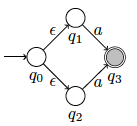 ϵ q₁ a
q₀ q₃
ϵ q₂ a